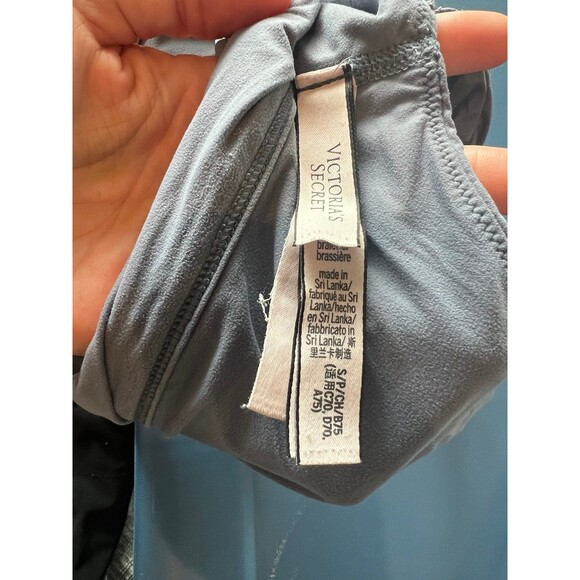 VICTORIA'S
SECRET
brassière
made in
Sri Lanka/
fabriqué au Sri
Lanka/hecho
en Sri Lanka/
fabbricato in
Sri Lanka/ 斯
里兰卡制造
S/P/CH/B75
(适用C70, D70,
A75)